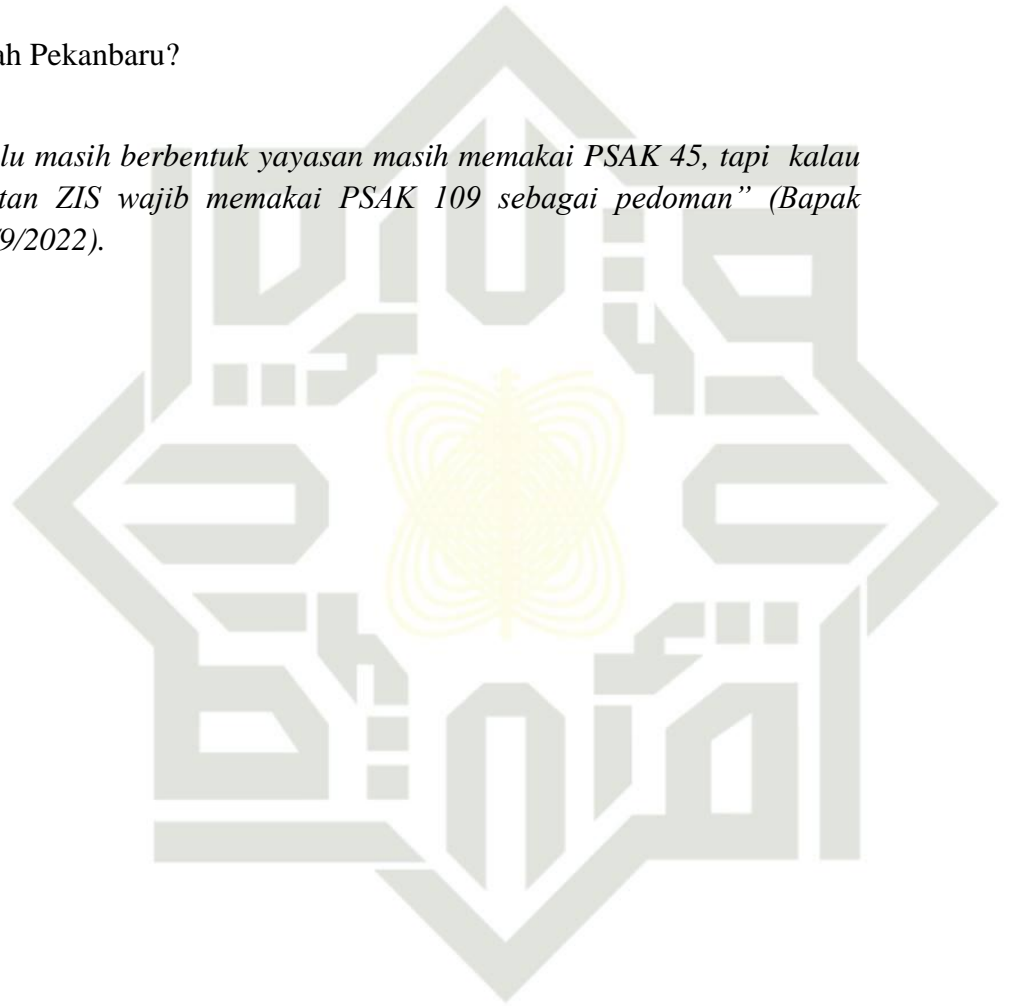 ah Pekanbaru?
lu masih berbentuk yayasan masih memakai PSAK 45, tapi kalau
tan ZIS wajib memakai PSAK 109 sebagai pedoman” (Bapak
9/2022).